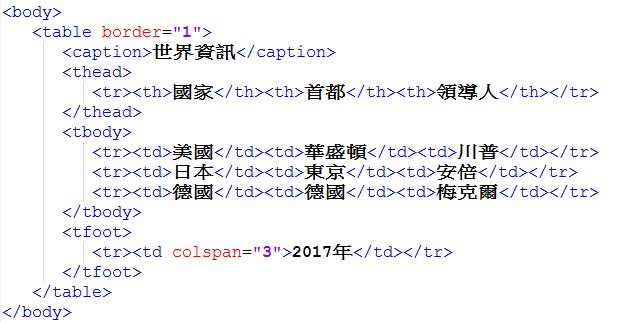 <body>
<table border="1">
<caption>世界資訊</caption>
<thead>
<tr><th>國家</th><th>首都</th><th>領導人</th></tr>
</thead>
<tbody>
<tr><td>美國</td><td>華盛頓</td><td>川普</td></tr>
<tr><td>日本</td><td>東京</td><td>安倍</td></tr>
<tr><td>德國</td><td>德國</td><td>梅克爾</td></tr>
</tbody>
<tfoot>
<tr><td colspan="3">2017年</td></tr>
</tfoot>
</table>
</body>